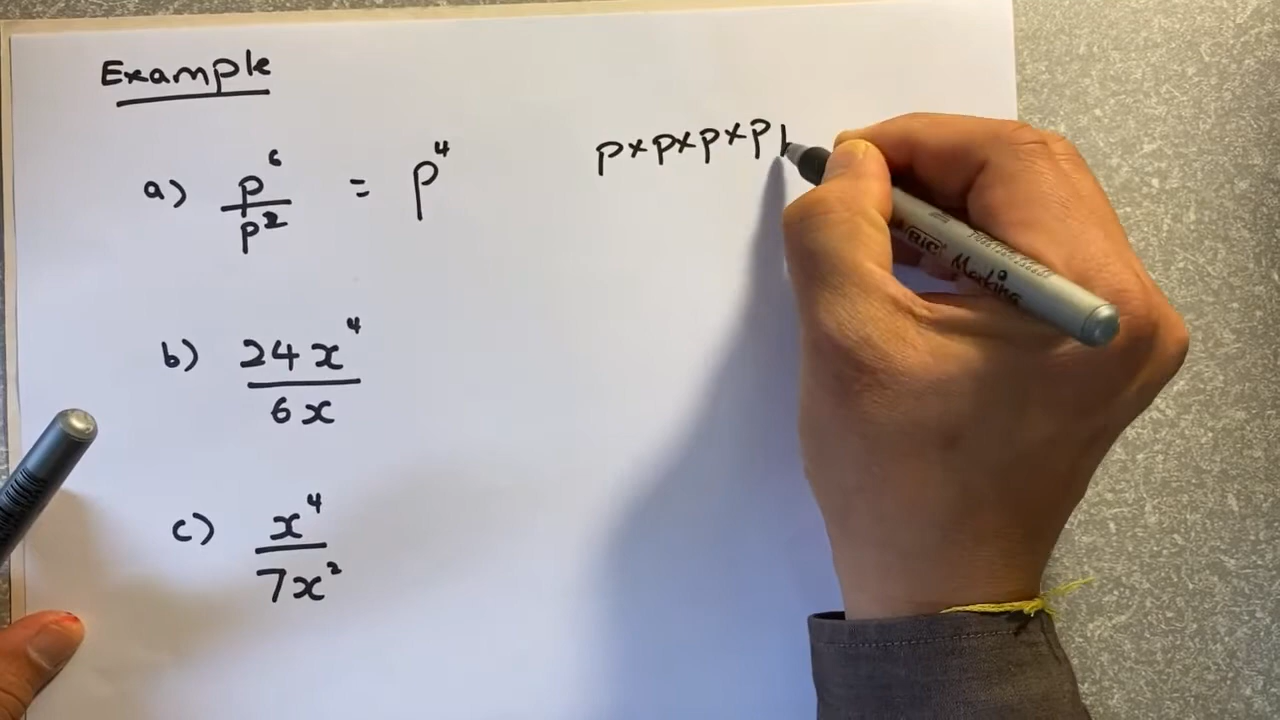 Example
p×p×p×p
a) p⁶/p² = p⁴
b) 24x⁴/6x
c) x⁴/7x²
BIC Marking